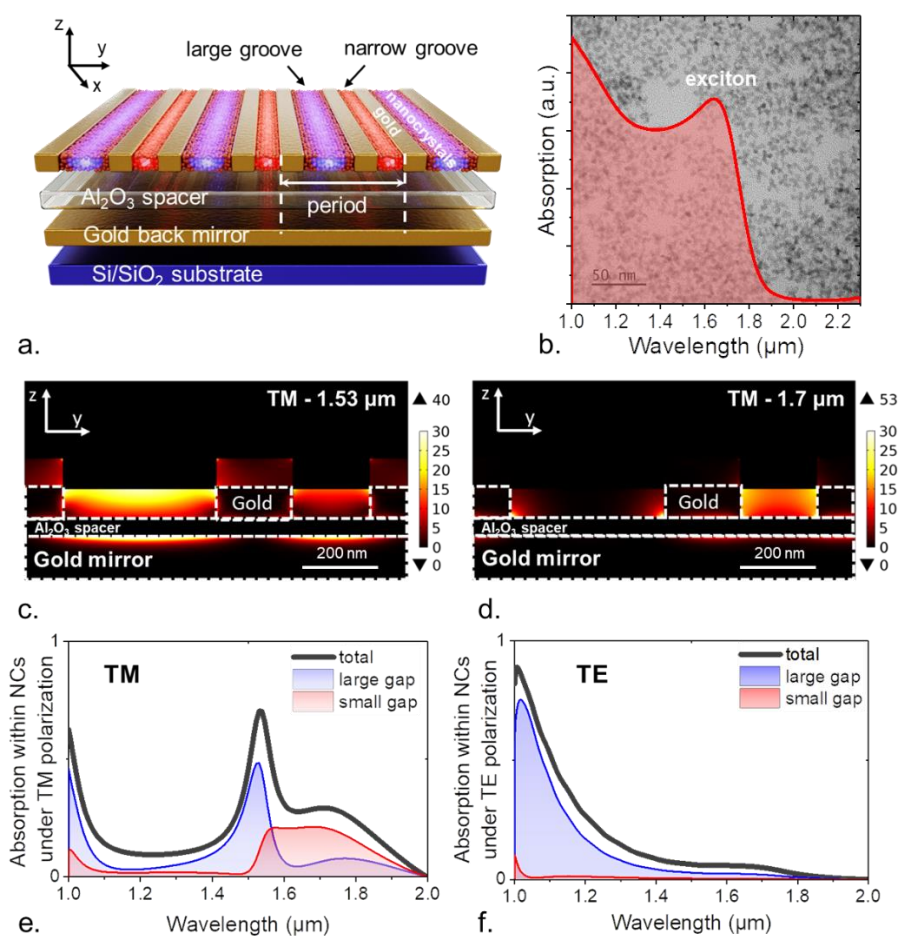 z
y
x
large groove
narrow groove
nanocrystals
gold
Al₂O₃ spacer
period
Gold back mirror
Si/SiO₂ substrate
a.
Absorption (a.u.)
exciton
50 nm
1.0 1.2 1.4 1.6 1.8 2.0 2.2
Wavelength (µm)
b.
z
y
TM - 1.53 µm
40
30
25
20
15
10
5
0
0
Gold
Al₂O₃ spacer
Gold mirror
200 nm
c.
z
y
TM - 1.7 µm
53
30
25
20
15
10
5
0
0
Gold
Al₂O₃ spacer
Gold mirror
200 nm
d.
Absorption within NCs
under TM polarization
1
0
TM
total
large gap
small gap
1.0 1.2 1.4 1.6 1.8 2.0
Wavelength (µm)
e.
Absorption within NCs
under TE polarization
1
0
TE
total
large gap
small gap
1.0 1.2 1.4 1.6 1.8 2.0
Wavelength (µm)
f.